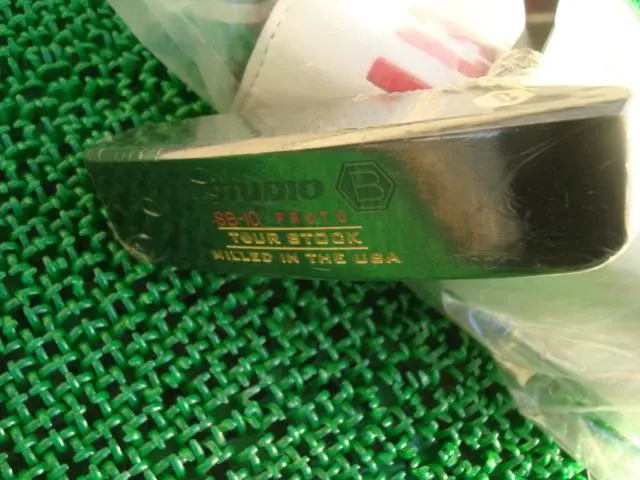 STUDIO B
SB-10 PROTO
TOUR STOCK
MILLED IN THE USA